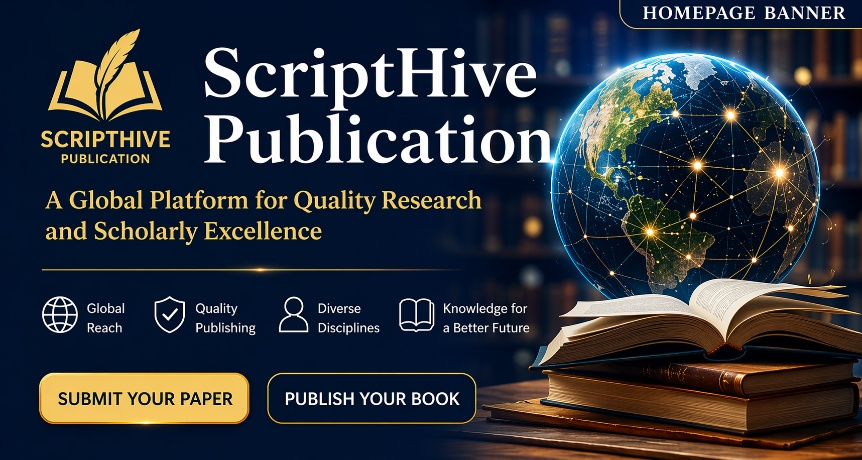 HOMEPAGE BANNER
SCRIPTHIVE
PUBLICATION
ScriptHive
Publication
A Global Platform for Quality Research
and Scholarly Excellence
Global
Reach
Quality
Publishing
Diverse
Disciplines
Knowledge for
a Better Future
SUBMIT YOUR PAPER
PUBLISH YOUR BOOK